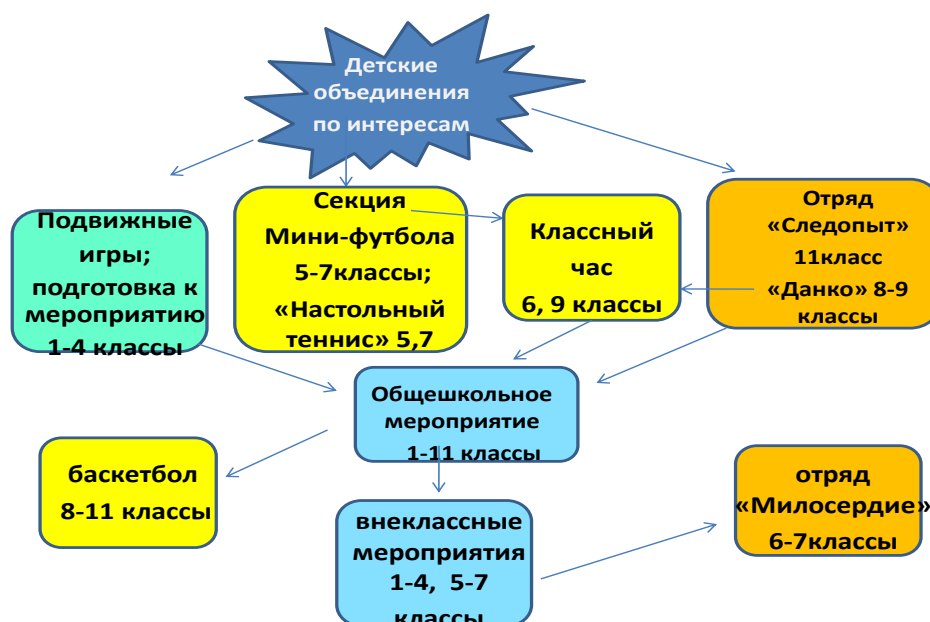 Детские
объединения
по интересам
Подвижные
игры;
подготовка к
мероприятию
1-4 классы
Секция
Мини-футбола
5-7классы;
«Настольный
теннис» 5,7
Классный
час
6, 9 классы
Отряд
«Следопыт»
11класс
«Данко» 8-9
классы
Общешкольное
мероприятие
1-11 классы
баскетбол
8-11 классы
внеклассные
мероприятия
1-4, 5-7
классы
отряд
«Милосердие»
6-7классы